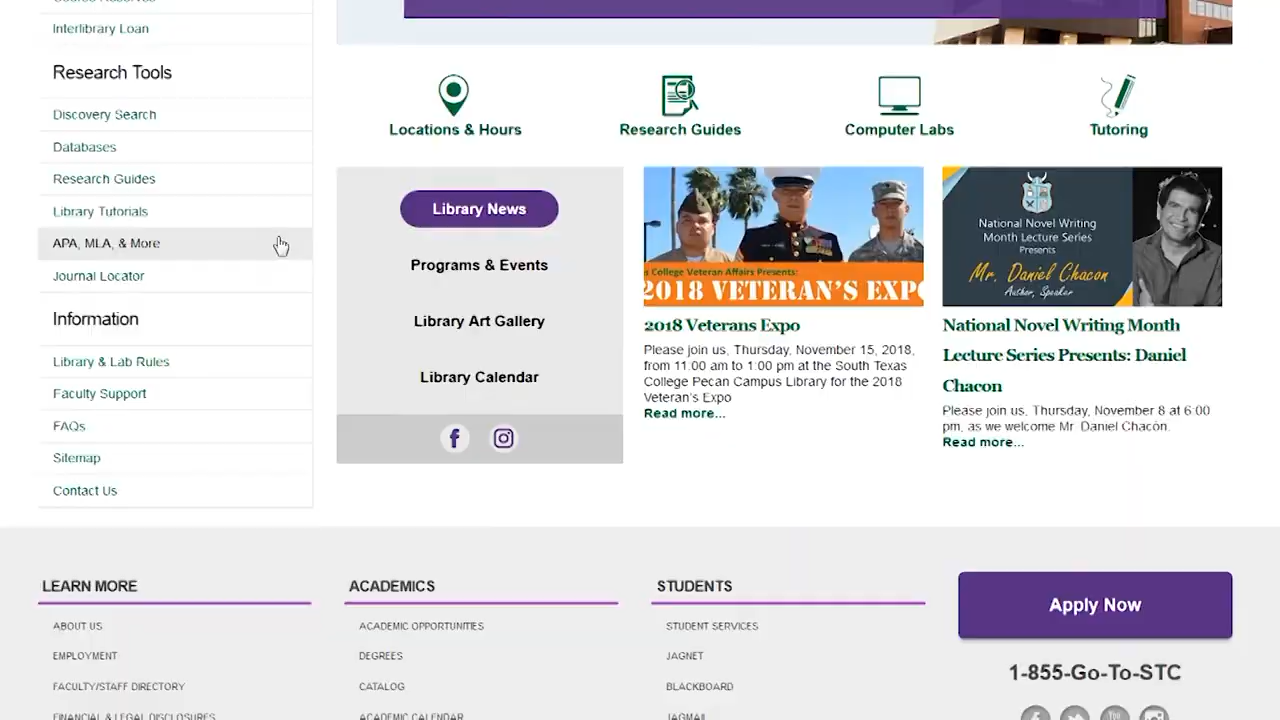 Interlibrary Loan
Research Tools
Discovery Search
Databases
Research Guides
Library Tutorials
APA, MLA, & More
Journal Locator
Information
Library & Lab Rules
Faculty Support
FAQs
Sitemap
Contact Us
Locations & Hours
Research Guides
Computer Labs
Tutoring
Library News
Programs & Events
Library Art Gallery
Library Calendar
s College Veteran Affairs Presents:
2018 VETERAN'S EXPO
2018 Veterans Expo
Please join us, Thursday, November 15, 2018,
from 11:00 am to 1:00 pm at the South Texas
College Pecan Campus Library for the 2018
Veteran's Expo
Read more...
National Novel Writing
Month Lecture Series
Presents
Mr. Daniel Chacon
Author, Speaker
National Novel Writing Month
Lecture Series Presents: Daniel
Chacon
Please join us, Thursday, November 8 at 6:00
pm, as we welcome Mr. Daniel Chacón.
Read more...
LEARN MORE
ABOUT US
EMPLOYMENT
FACULTY/STAFF DIRECTORY
FINANCIAL & LEGAL DISCLOSURES
ACADEMICS
ACADEMIC OPPORTUNITIES
DEGREES
CATALOG
ACADEMIC CALENDAR
STUDENTS
STUDENT SERVICES
JAGNET
BLACKBOARD
JAGMAIL
Apply Now
1-855-Go-To-STC